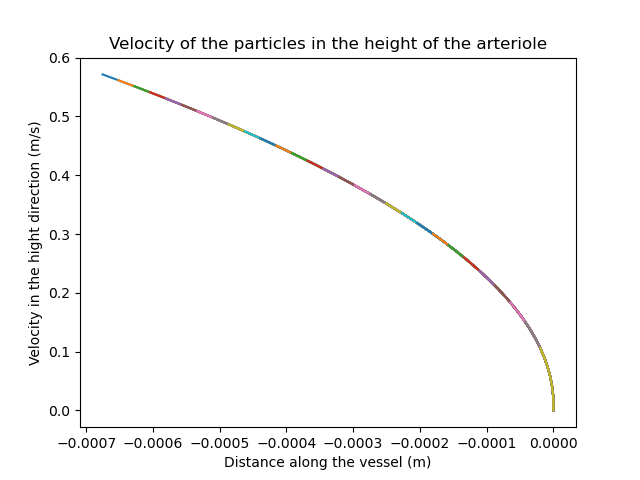 Velocity of the particles in the height of the arteriole
Velocity in the hight direction (m/s)
0.6
0.5
0.4
0.3
0.2
0.1
0.0
−0.0007 −0.0006 −0.0005 −0.0004 −0.0003 −0.0002 −0.0001 0.0000
Distance along the vessel (m)